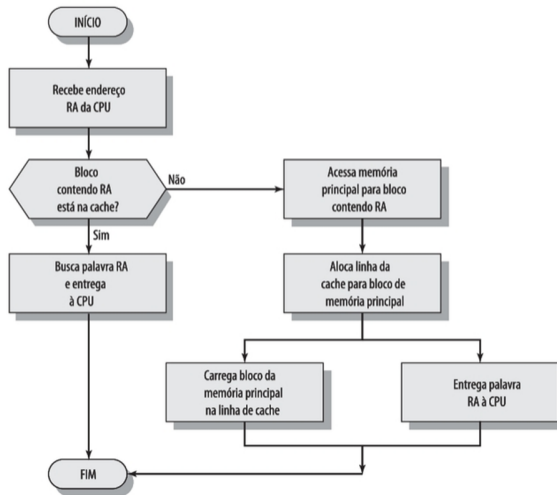 INÍCIO
Recebe endereço
RA da CPU
Bloco
contendo RA
está na cache?
Não
Sim
Acessa memória
principal para bloco
contendo RA
Busca palavra RA
e entrega
à CPU
Aloca linha da
cache para bloco de
memória principal
Carrega bloco da
memória principal
na linha de cache
Entrega palavra
RA à CPU
FIM